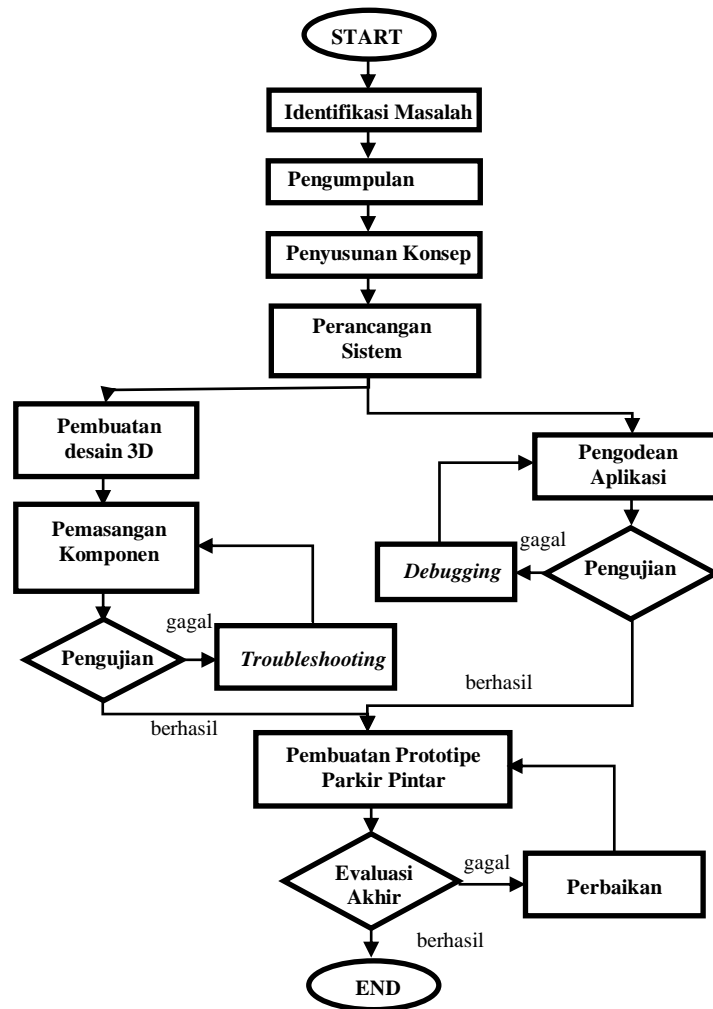 START
Identifikasi Masalah
Pengumpulan
Penyusunan Konsep
Perancangan
Sistem
Pembuatan
desain 3D
Pengodean
Aplikasi
Pemasangan
Komponen
gagal
Debugging
Pengujian
gagal
Pengujian
Troubleshooting
berhasil
berhasil
Pembuatan Prototipe
Parkir Pintar
Evaluasi
Akhir
gagal
Perbaikan
berhasil
END